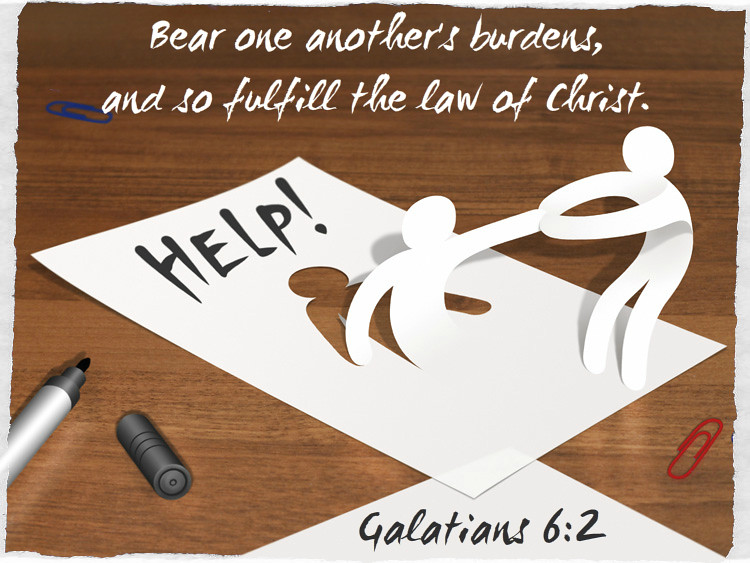 Bear one another's burdens,
and so fulfill the law of Christ.
HELP!
Galatians 6:2